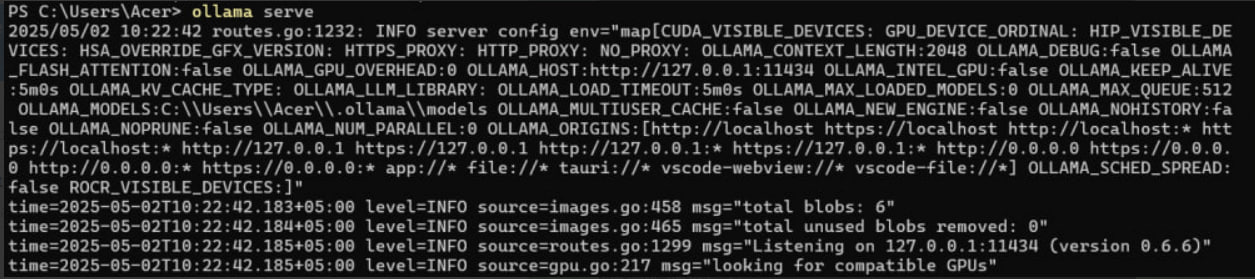 PS C:\Users\Acer> ollama serve
2025/05/02 10:22:42 routes.go:1232: INFO server config env="map[CUDA_VISIBLE_DEVICES: GPU_DEVICE_ORDINAL: HIP_VISIBLE_DE
VICES: HSA_OVERRIDE_GFX_VERSION: HTTPS_PROXY: HTTP_PROXY: NO_PROXY: OLLAMA_CONTEXT_LENGTH:2048 OLLAMA_DEBUG:false OLLAMA
_FLASH_ATTENTION:false OLLAMA_GPU_OVERHEAD:0 OLLAMA_HOST:http://127.0.0.1:11434 OLLAMA_INTEL_GPU:false OLLAMA_KEEP_ALIVE
:5m0s OLLAMA_KV_CACHE_TYPE: OLLAMA_LLM_LIBRARY: OLLAMA_LOAD_TIMEOUT:5m0s OLLAMA_MAX_LOADED_MODELS:0 OLLAMA_MAX_QUEUE:512
 OLLAMA_MODELS:C:\\Users\\Acer\\.ollama\\models OLLAMA_MULTIUSER_CACHE:false OLLAMA_NEW_ENGINE:false OLLAMA_NOHISTORY:fa
lse OLLAMA_NOPRUNE:false OLLAMA_NUM_PARALLEL:0 OLLAMA_ORIGINS:[http://localhost https://localhost http://localhost:* htt
ps://localhost:* http://127.0.0.1 https://127.0.0.1 http://127.0.0.1:* https://127.0.0.1:* http://0.0.0.0 https://0.0.0.
0 http://0.0.0.0:* https://0.0.0.0:* app://* file://* tauri://* vscode-webview://* vscode-file://*] OLLAMA_SCHED_SPREAD:
false ROCR_VISIBLE_DEVICES:]"
time=2025-05-02T10:22:42.183+05:00 level=INFO source=images.go:458 msg="total blobs: 6"
time=2025-05-02T10:22:42.184+05:00 level=INFO source=images.go:465 msg="total unused blobs removed: 0"
time=2025-05-02T10:22:42.185+05:00 level=INFO source=routes.go:1299 msg="Listening on 127.0.0.1:11434 (version 0.6.6)"
time=2025-05-02T10:22:42.185+05:00 level=INFO source=gpu.go:217 msg="looking for compatible GPUs"